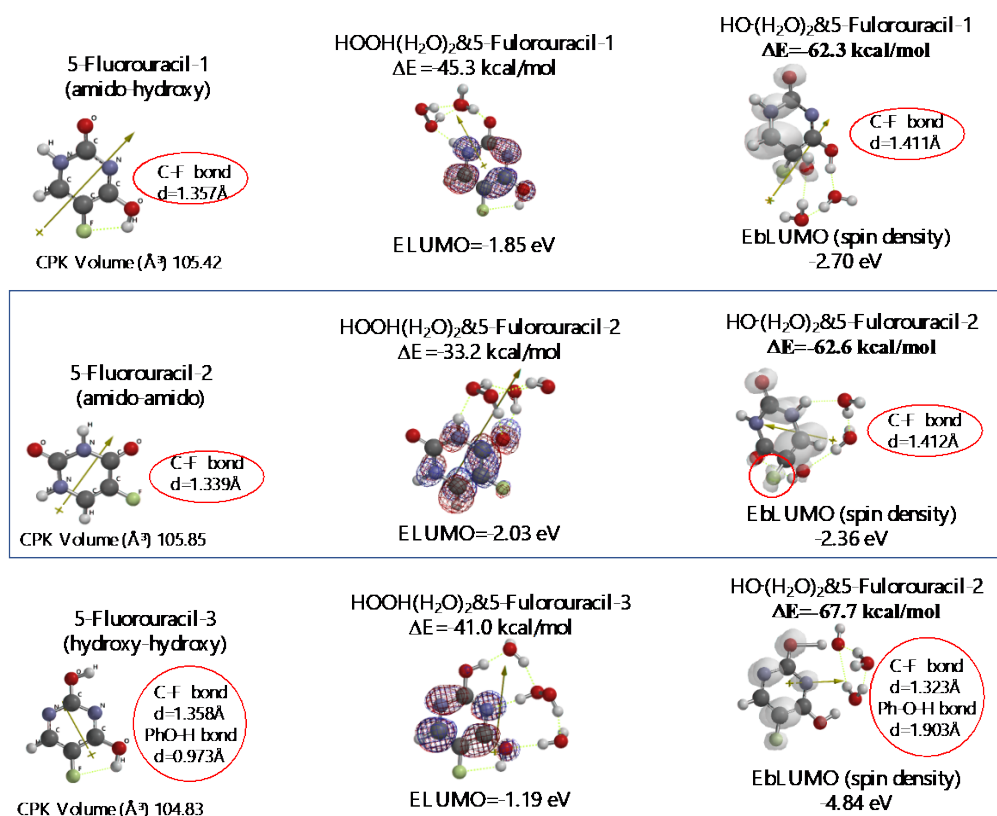 5-Fluorouracil-1
(amido-hydroxy)
C-F bond
d=1.357Å
CPK Volume (Å³) 105.42
HOOH(H₂O)₂&5-Fulorouracil-1
ΔE=-45.3 kcal/mol
ELUMO=-1.85 eV
HO·(H₂O)₂&5-Fulorouracil-1
ΔE=-62.3 kcal/mol
C-F bond
d=1.411Å
EbLUMO (spin density)
-2.70 eV
5-Fluorouracil-2
(amido-amido)
C-F bond
d=1.339Å
CPK Volume (Å³) 105.85
HOOH(H₂O)₂&5-Fulorouracil-2
ΔE=-33.2 kcal/mol
ELUMO=-2.03 eV
HO·(H₂O)₂&5-Fulorouracil-2
ΔE=-62.6 kcal/mol
C-F bond
d=1.412Å
EbLUMO (spin density)
-2.36 eV
5-Fluorouracil-3
(hydroxy-hydroxy)
C-F bond
d=1.358Å
PhO-H bond
d=0.973Å
CPK Volume (Å³) 104.83
HOOH(H₂O)₂&5-Fulorouracil-3
ΔE=-41.0 kcal/mol
ELUMO=-1.19 eV
HO·(H₂O)₂&5-Fulorouracil-2
ΔE=-67.7 kcal/mol
C-F bond
d=1.323Å
Ph-O-H bond
d=1.903Å
EbLUMO (spin density)
-4.84 eV